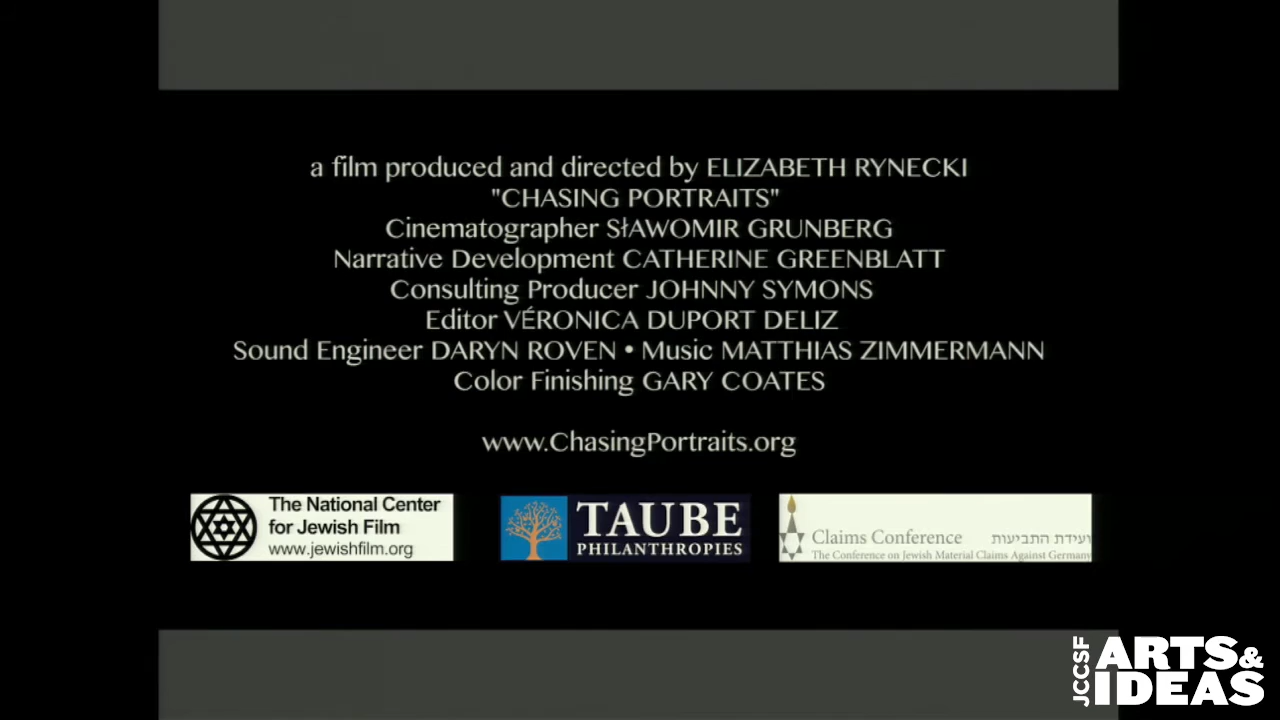 a film produced and directed by ELIZABETH RYNECKI
"CHASING PORTRAITS"
Cinematographer SłAWOMIR GRUNBERG
Narrative Development CATHERINE GREENBLATT
Consulting Producer JOHNNY SYMONS
Editor VÉRONICA DUPORT DELIZ
Sound Engineer DARYN ROVEN • Music MATTHIAS ZIMMERMANN
Color Finishing GARY COATES
www.ChasingPortraits.org
The National Center
for Jewish Film
www.jewishfilm.org
TAUBE
PHILANTHROPIES
Claims Conference ועידת התביעות
The Conference on Jewish Material Claims Against Germany
JCCSF
ARTS&
IDEAS